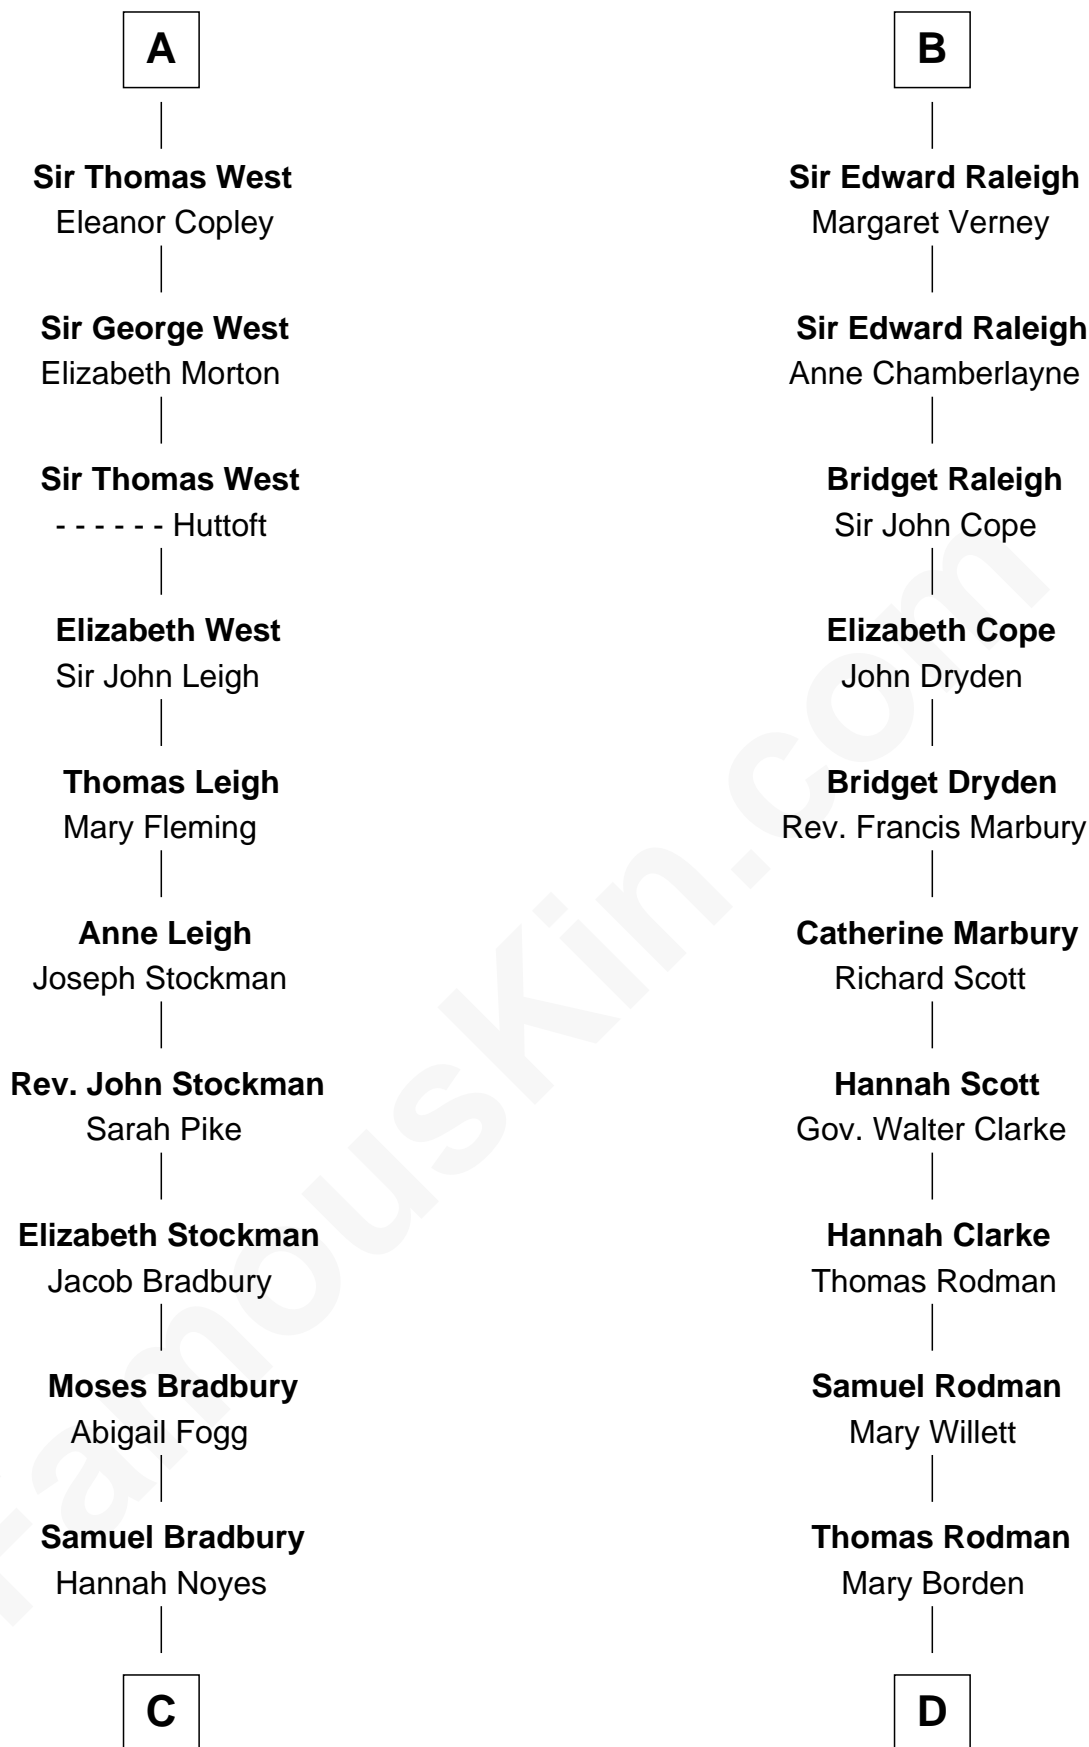 A
Sir Thomas West
Eleanor Copley
Sir George West
Elizabeth Morton
Sir Thomas West
- - - - - - Huttoft
Elizabeth West
Sir John Leigh
Thomas Leigh
Mary Fleming
Anne Leigh
Joseph Stockman
Rev. John Stockman
Sarah Pike
Elizabeth Stockman
Jacob Bradbury
Moses Bradbury
Abigail Fogg
Samuel Bradbury
Hannah Noyes
C
B
Sir Edward Raleigh
Margaret Verney
Sir Edward Raleigh
Anne Chamberlayne
Bridget Raleigh
Sir John Cope
Elizabeth Cope
John Dryden
Bridget Dryden
Rev. Francis Marbury
Catherine Marbury
Richard Scott
Hannah Scott
Gov. Walter Clarke
Hannah Clarke
Thomas Rodman
Samuel Rodman
Mary Willett
Thomas Rodman
Mary Borden
D
FamousKin.com